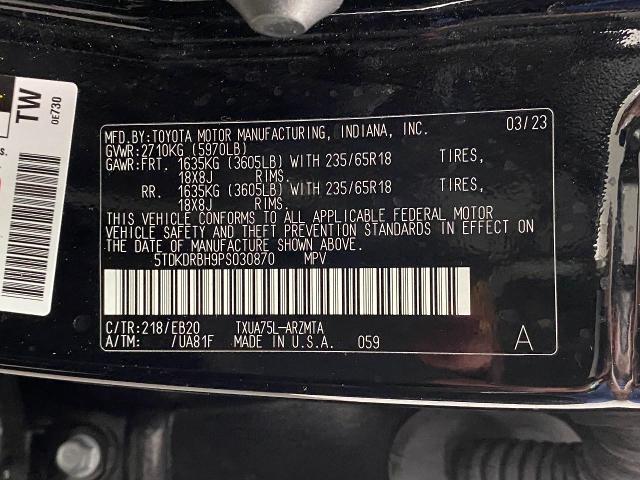 TW
0E730
s.
MFD.BY:TOYOTA MOTOR MANUFACTURING, INDIANA, INC. 03/23
GVWR:2710KG (5970LB)
GAWR:FRT. 1635KG (3605LB) WITH 235/65R18 TIRES,
18X8J RIMS.
RR. 1635KG (3605LB) WITH 235/65R18 TIRES,
18X8J RIMS.
THIS VEHICLE CONFORMS TO ALL APPLICABLE FEDERAL MOTOR
VEHICLE SAFETY AND THEFT PREVENTION STANDARDS IN EFFECT ON
THE DATE OF MANUFACTURE SHOWN ABOVE.
5TDKDRBH9PS030870 MPV
C/TR:218/EB20 TXUA75L-ARZMTA
A/TM: /UA81F MADE IN U.S.A. 059 A